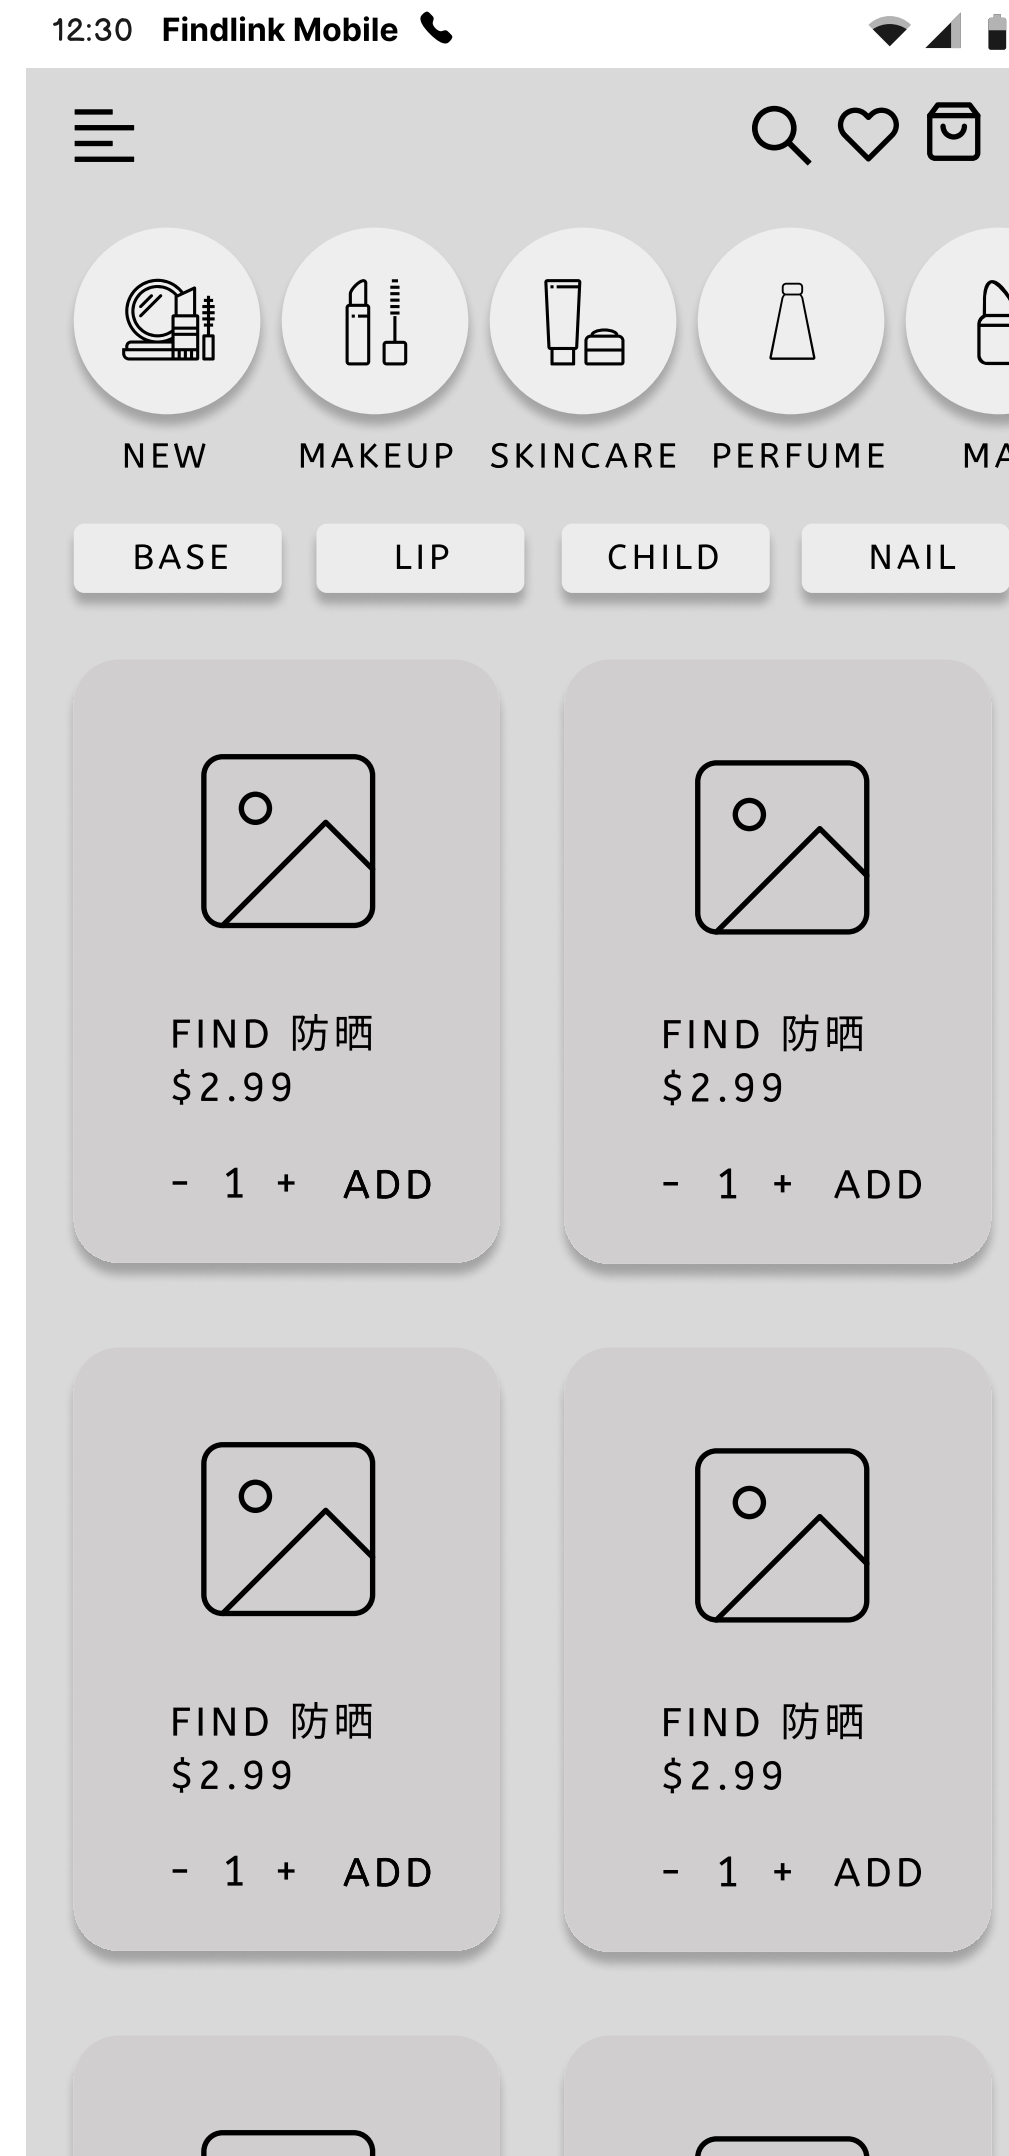 12:30 Findlink Mobile
NEW MAKEUP SKINCARE PERFUME MA
BASE LIP CHILD NAIL
FIND 防晒
$2.99
- 1 + ADD
FIND 防晒
$2.99
- 1 + ADD
FIND 防晒
$2.99
- 1 + ADD
FIND 防晒
$2.99
- 1 + ADD